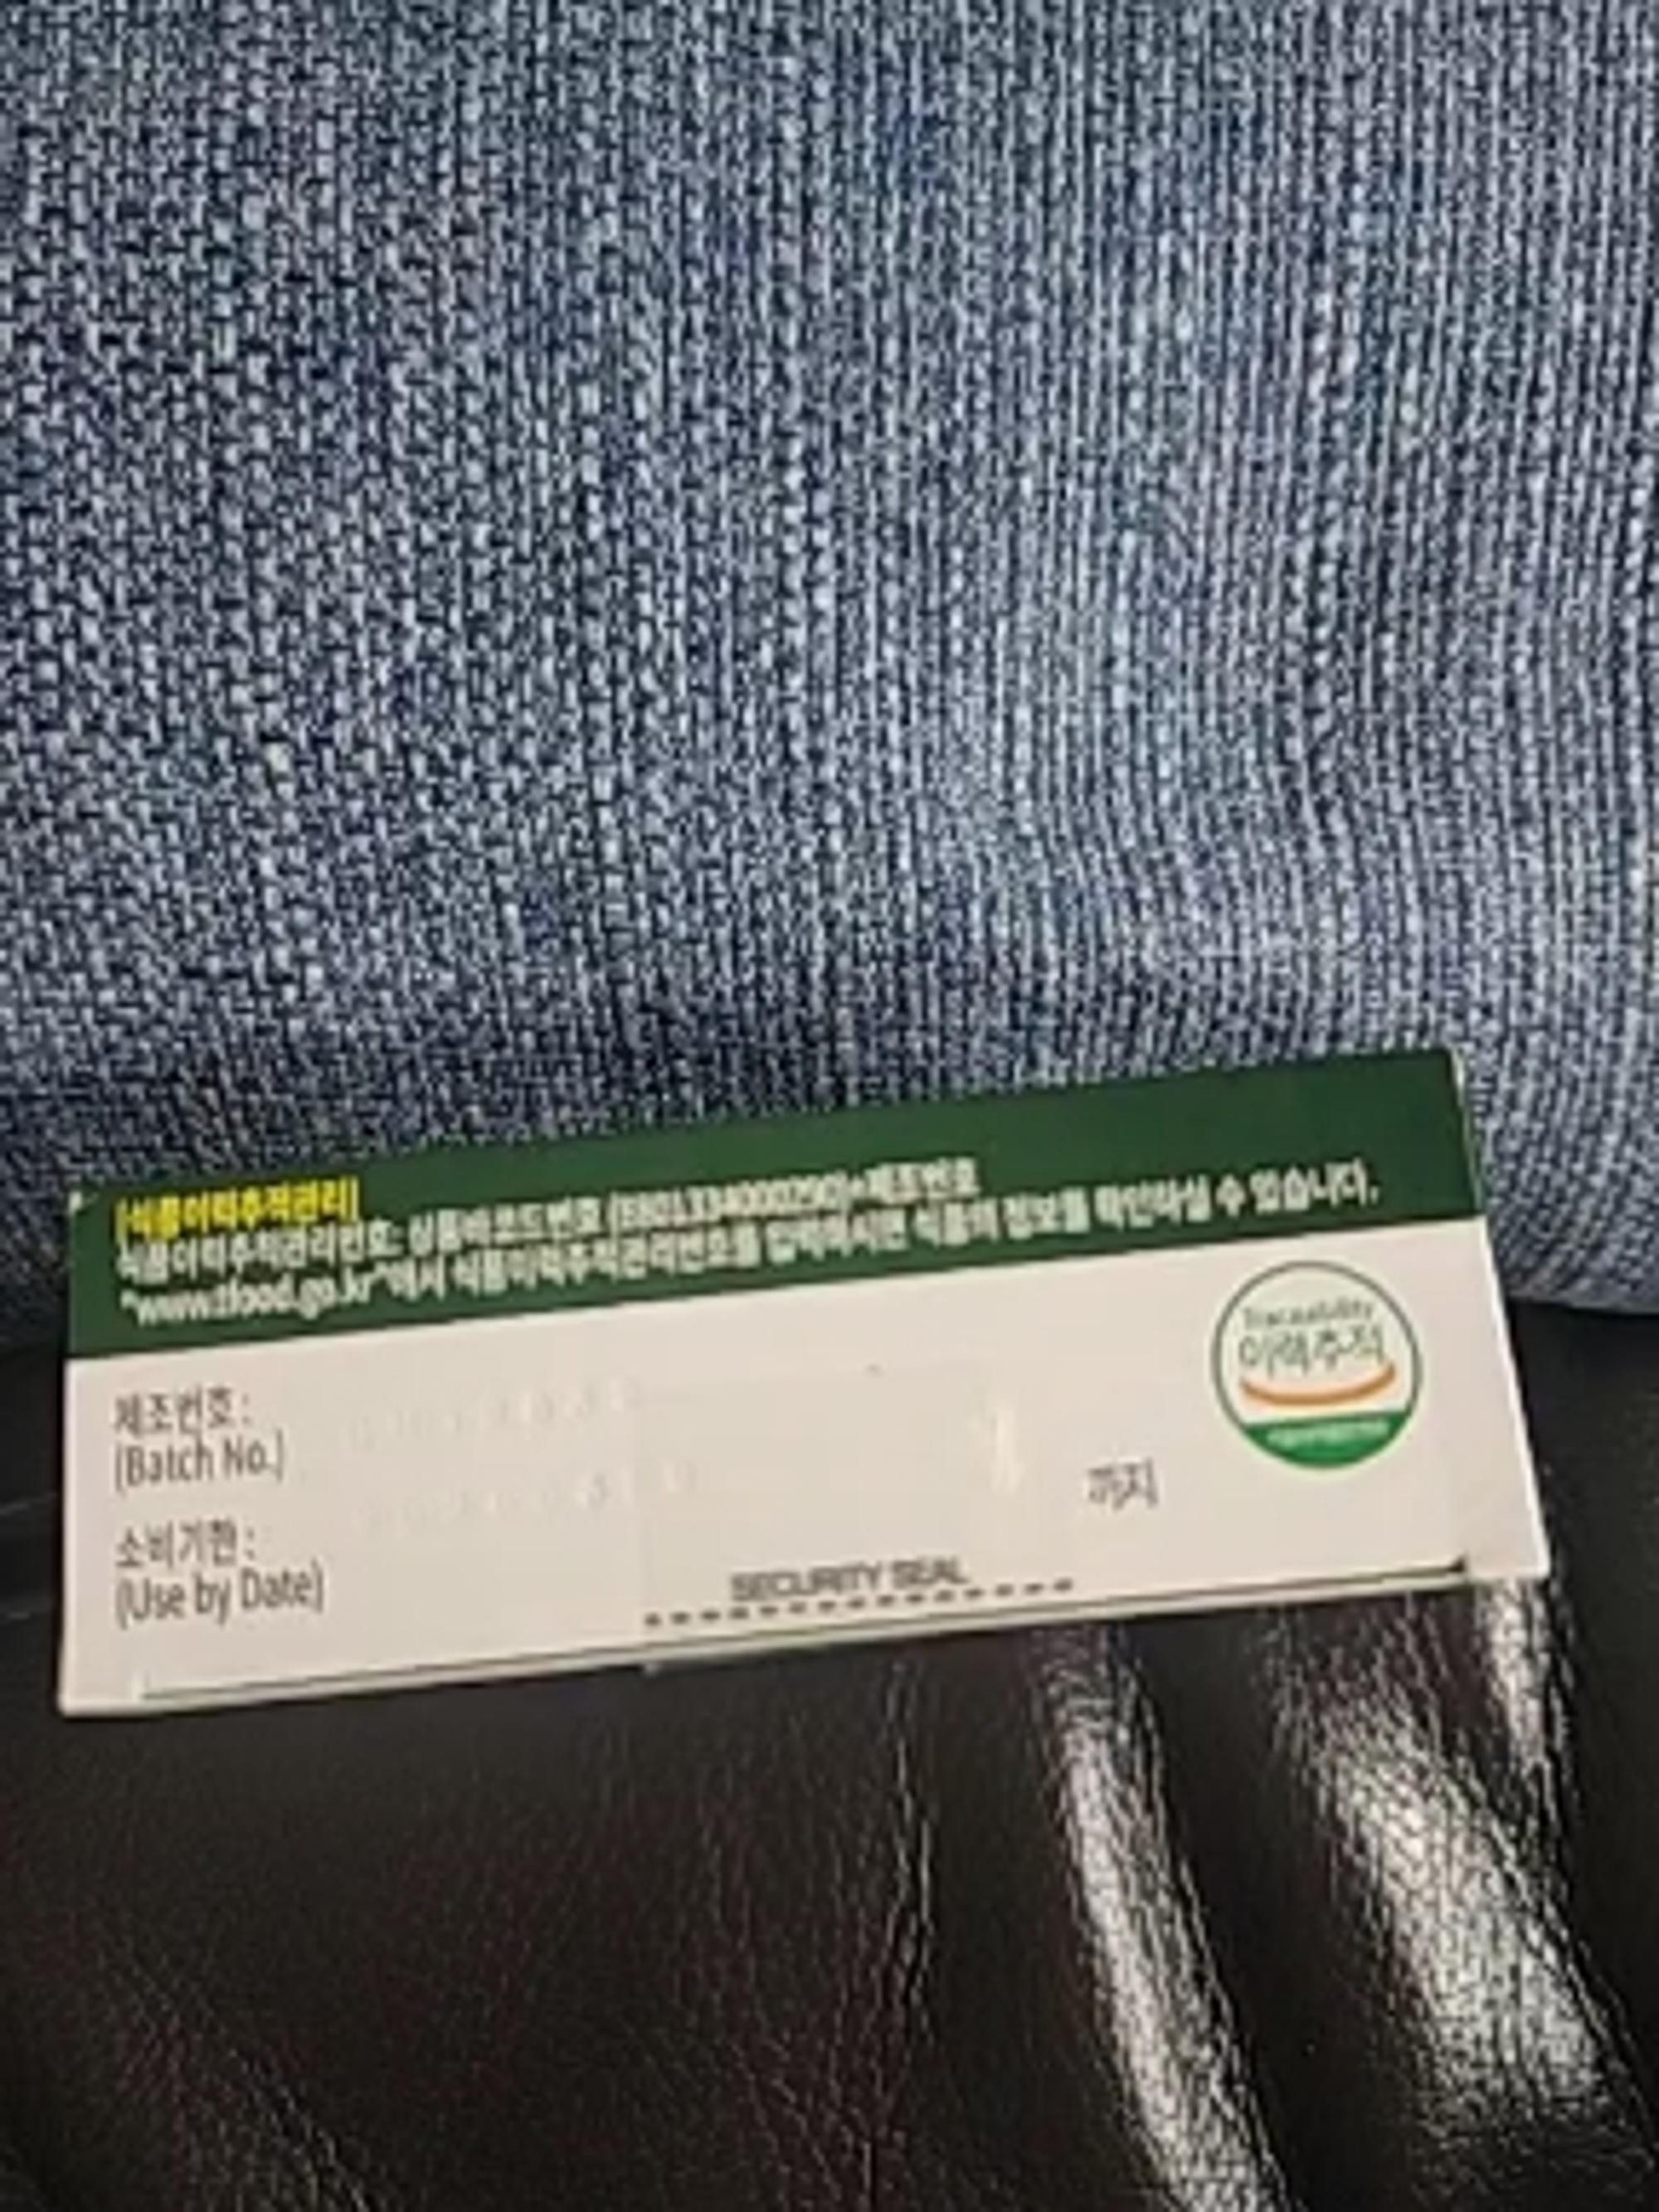 [식품이력추적관리]
식품이력추적관리번호: 상품바코드번호 +제조번호
"www.tfood.go.kr"에서 식품이력추적관리번호를 입력하시면 식품의 정보를 확인하실 수 있습니다.
Traceability
이력추적
제조번호 :
(Batch No.)
까지
소비기한 :
(Use by Date)
SECURITY SEAL